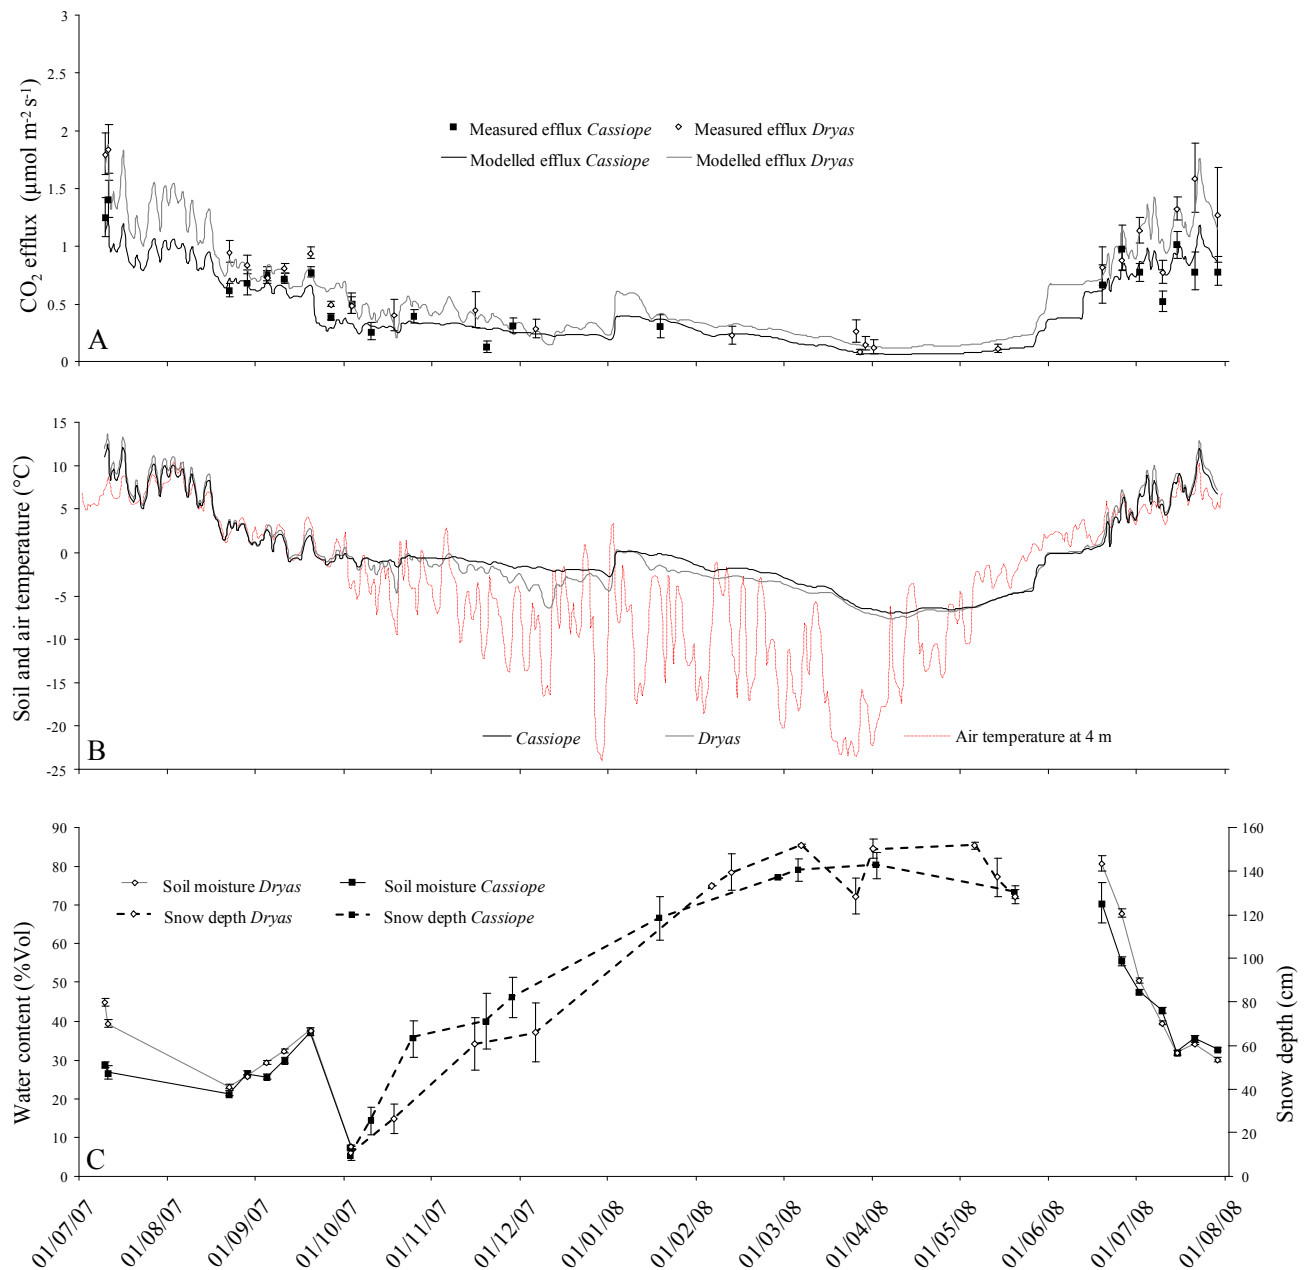 3
2.5
2
1.5
1
0.5
0
CO2 efflux (µmol m-2 s-1)
Measured efflux Cassiope
Measured efflux Dryas
Modelled efflux Cassiope
Modelled efflux Dryas
A
15
10
5
0
-5
-10
-15
-20
-25
Soil and air temperature (°C)
Cassiope
Dryas
Air temperature at 4 m
B
90
80
70
60
50
40
30
20
10
0
Water content (%Vol)
Soil moisture Dryas
Soil moisture Cassiope
Snow depth Dryas
Snow depth Cassiope
C
160
140
120
100
80
60
40
20
0
Snow depth (cm)
01/07/07
01/08/07
01/09/07
01/10/07
01/11/07
01/12/07
01/01/08
01/02/08
01/03/08
01/04/08
01/05/08
01/06/08
01/07/08
01/08/08